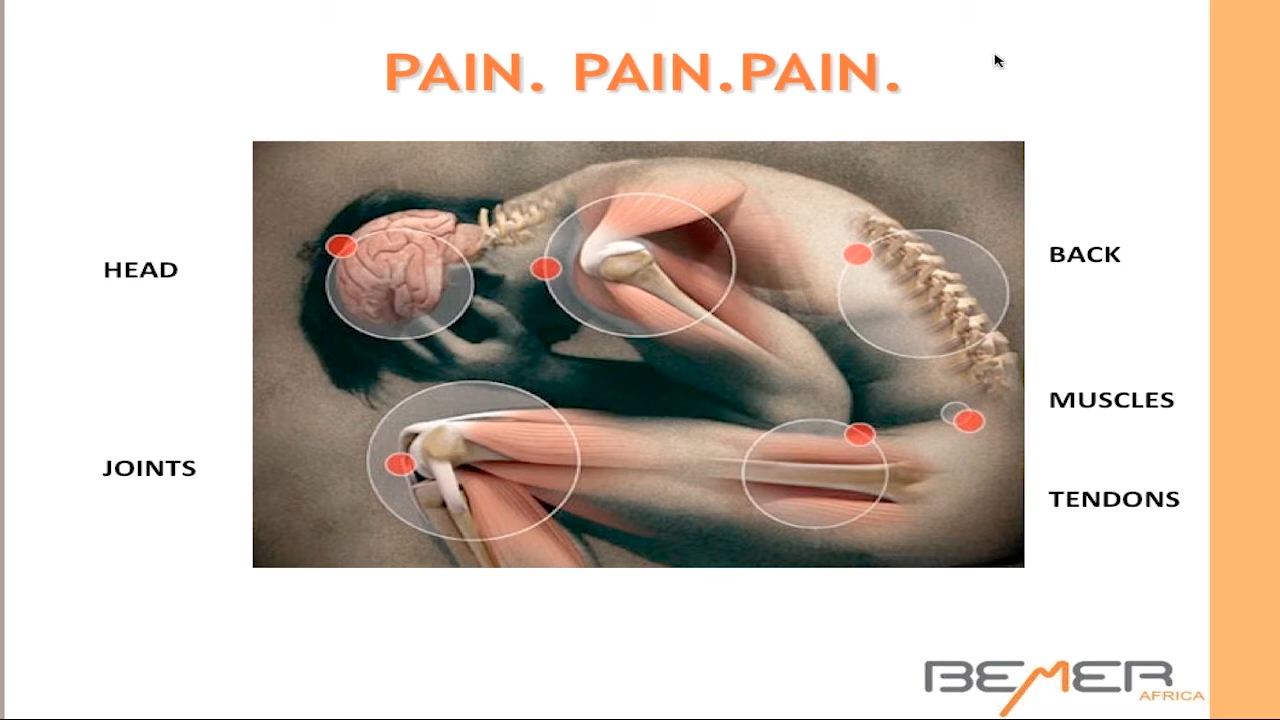 PAIN. PAIN.PAIN.
HEAD
BACK
MUSCLES
JOINTS
TENDONS
BEMER
AFRICA